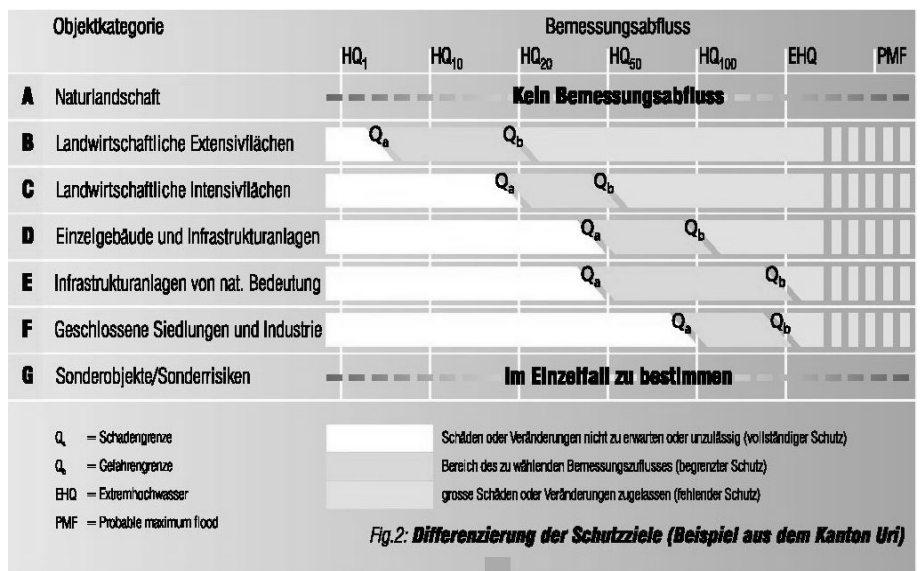 Objektkategorie Bemessungsabfluss
HQ1 HQ10 HQ20 HQ50 HQ100 EHQ PMF
A Naturlandschaft Kein Bemessungsabfluss
B Landwirtschaftliche Extensivflächen Qa Qb
C Landwirtschaftliche Intensivflächen Qa Qb
D Einzelgebäude und Infrastrukturanlagen Qa Qb
E Infrastrukturanlagen von nat. Bedeutung Qa Qb
F Geschlossene Siedlungen und Industrie Qa Qb
G Sonderobjekte/Sonderrisiken im Einzelfall zu bestimmen
Qa = Schadengrenze Schäden oder Veränderungen nicht zu erwarten oder unzulässig (vollständiger Schutz)
Qb = Gefahrengrenze Bereich des zu wählenden Bemessungszuflusses (begrenzter Schutz)
EHQ = Extremhochwasser grosse Schäden oder Veränderungen zugelassen (fehlender Schutz)
PMF = Probable maximum flood
Fig.2: Differenzierung der Schutzziele (Beispiel aus dem Kanton Uri)